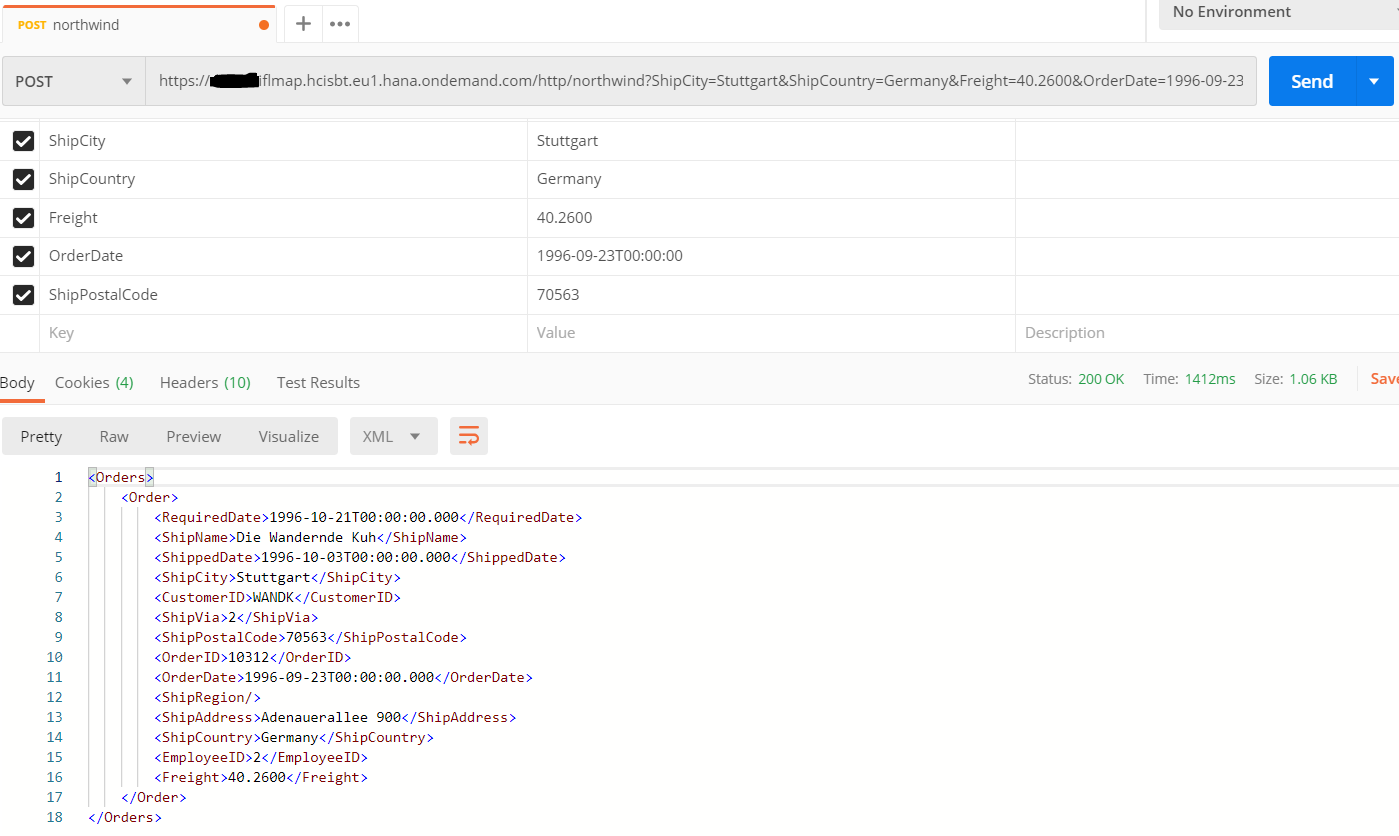 POST northwind
No Environment
POST https://iflmap.hcisbt.eu1.hana.ondemand.com/http/northwind?ShipCity=Stuttgart&ShipCountry=Germany&Freight=40.2600&OrderDate=1996-09-23 Send
ShipCity Stuttgart
ShipCountry Germany
Freight 40.2600
OrderDate 1996-09-23T00:00:00
ShipPostalCode 70563
Key Value Description
Body Cookies (4) Headers (10) Test Results Status: 200 OK Time: 1412ms Size: 1.06 KB Save
Pretty Raw Preview Visualize XML
1 <Orders>
2 <Order>
3 <RequiredDate>1996-10-21T00:00:00.000</RequiredDate>
4 <ShipName>Die Wandernde Kuh</ShipName>
5 <ShippedDate>1996-10-03T00:00:00.000</ShippedDate>
6 <ShipCity>Stuttgart</ShipCity>
7 <CustomerID>WANDK</CustomerID>
8 <ShipVia>2</ShipVia>
9 <ShipPostalCode>70563</ShipPostalCode>
10 <OrderID>10312</OrderID>
11 <OrderDate>1996-09-23T00:00:00.000</OrderDate>
12 <ShipRegion/>
13 <ShipAddress>Adenauerallee 900</ShipAddress>
14 <ShipCountry>Germany</ShipCountry>
15 <EmployeeID>2</EmployeeID>
16 <Freight>40.2600</Freight>
17 </Order>
18 </Orders>